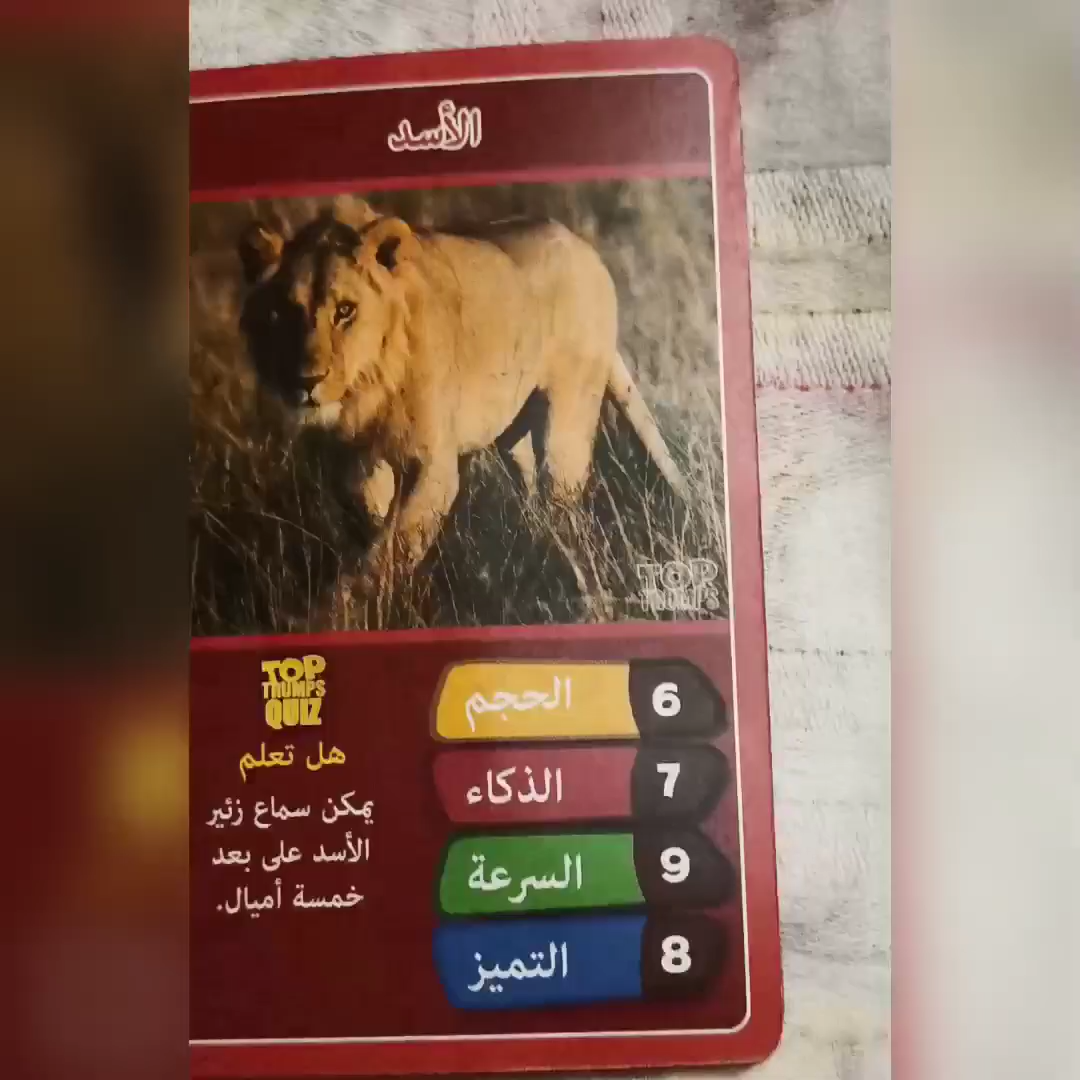 الأسد
TOP
TRUMPS
الحجم 6
الذكاء 7
السرعة 9
التميز 8
TOP
TRUMPS
QUIZ
هل تعلم
يمكن سماع زئير
الأسد على بعد
خمسة أميال.